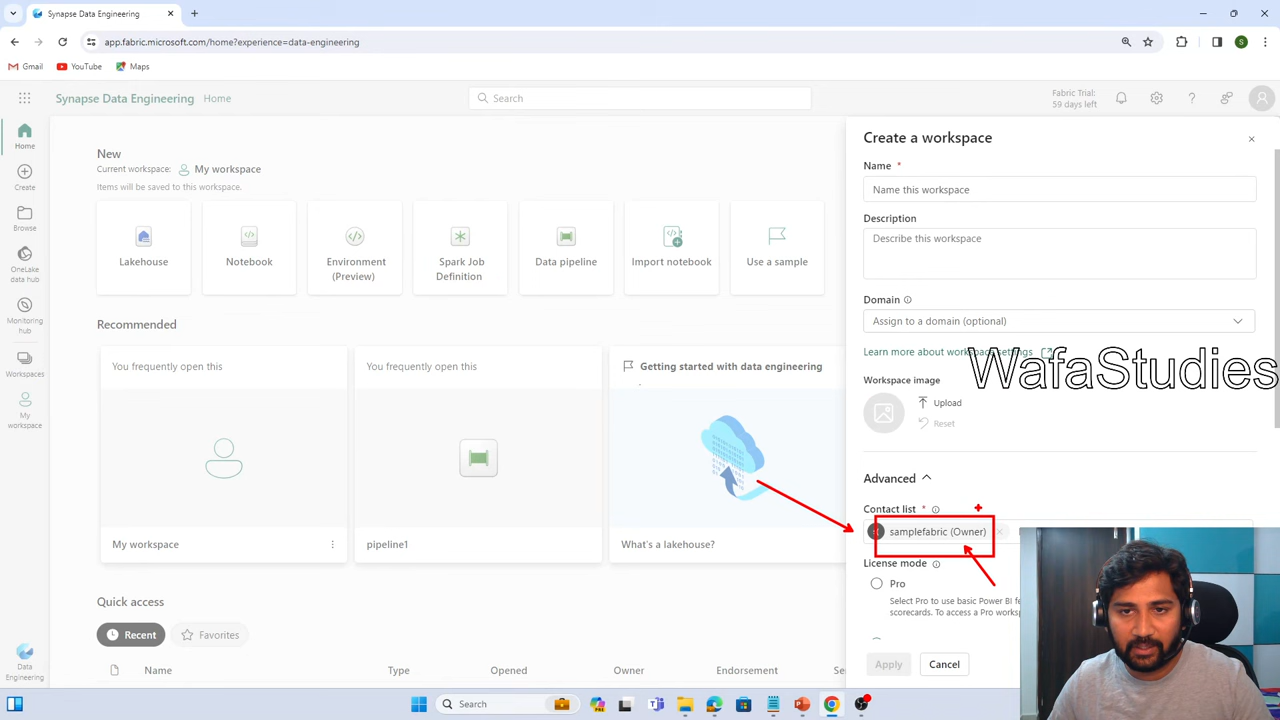 Synapse Data Engineering
app.fabric.microsoft.com/home?experience=data-engineering
Gmail YouTube Maps
Synapse Data Engineering Home
Search
Fabric Trial:
59 days left
Home
Create
Browse
OneLake
data hub
Monitoring
hub
Workspaces
My
workspace
Data
Engineering
New
Current workspace: My workspace
Items will be saved to this workspace.
Lakehouse
Notebook
Environment
(Preview)
Spark Job
Definition
Data pipeline
Import notebook
Use a sample
Recommended
You frequently open this
My workspace
You frequently open this
pipeline1
Getting started with data engineering
What's a lakehouse?
Quick access
Recent Favorites
Name Type Opened Owner Endorsement
Create a workspace
Name *
Name this workspace
Description
Describe this workspace
Domain
Assign to a domain (optional)
Learn more about workspace settings
WafaStudies
Workspace image
Upload
Reset
Advanced
Contact list *
samplefabric (Owner)
License mode
Pro
Select Pro to use basic Power BI
scorecards. To access a Pro
Apply Cancel
Search
S